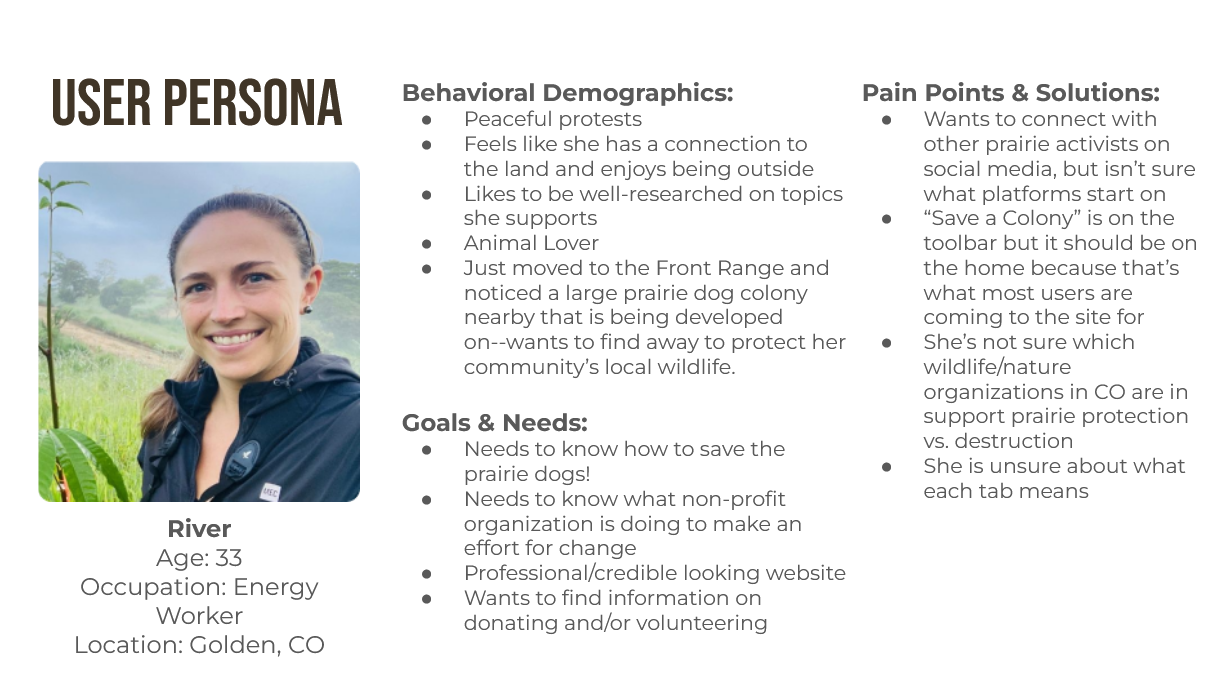 USER PERSONA
River
Age: 33
Occupation: Energy
Worker
Location: Golden, CO
Behavioral Demographics:
● Peaceful protests
● Feels like she has a connection to
the land and enjoys being outside
● Likes to be well-researched on topics
she supports
● Animal Lover
● Just moved to the Front Range and
noticed a large prairie dog colony
nearby that is being developed
on--wants to find away to protect her
community’s local wildlife.
Goals & Needs:
● Needs to know how to save the
prairie dogs!
● Needs to know what non-profit
organization is doing to make an
effort for change
● Professional/credible looking website
● Wants to find information on
donating and/or volunteering
Pain Points & Solutions:
● Wants to connect with
other prairie activists on
social media, but isn’t sure
what platforms start on
● “Save a Colony” is on the
toolbar but it should be on
the home because that’s
what most users are
coming to the site for
● She’s not sure which
wildlife/nature
organizations in CO are in
support prairie protection
vs. destruction
● She is unsure about what
each tab means